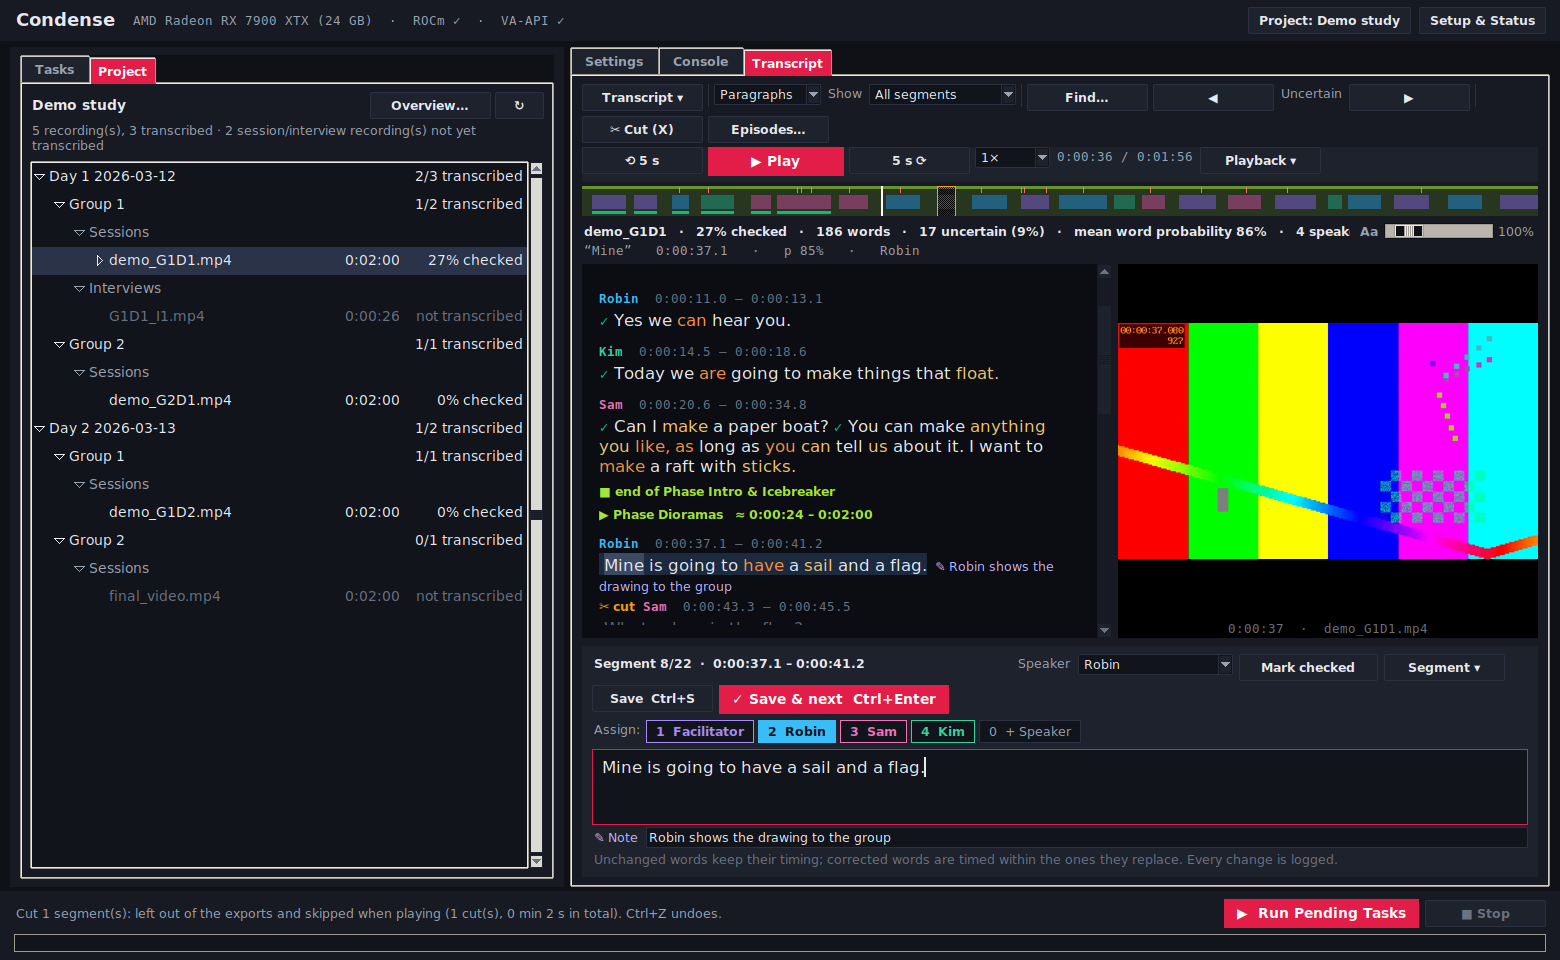 Condense AMD Radeon RX 7900 XTX (24 GB) · ROCm ✓ · VA-API ✓
Project: Demo study Setup & Status
Tasks Project
Demo study Overview… ↻
5 recording(s), 3 transcribed · 2 session/interview recording(s) not yet
transcribed
Day 1 2026-03-12 2/3 transcribed
Group 1 1/2 transcribed
Sessions
demo_G1D1.mp4 0:02:00 27% checked
Interviews
G1D1_I1.mp4 0:00:26 not transcribed
Group 2 1/1 transcribed
Sessions
demo_G2D1.mp4 0:02:00 0% checked
Day 2 2026-03-13 1/2 transcribed
Group 1 1/1 transcribed
Sessions
demo_G1D2.mp4 0:02:00 0% checked
Group 2 0/1 transcribed
Sessions
final_video.mp4 0:02:00 not transcribed
Settings Console Transcript
Transcript ▾ Paragraphs Show All segments Find… ◀ Uncertain ▶
✂ Cut (X) Episodes…
⟲ 5 s ▶ Play 5 s ⟳ 1× 0:00:36 / 0:01:56 Playback ▾
demo_G1D1 · 27% checked · 186 words · 17 uncertain (9%) · mean word probability 86% · 4 speak Aa 100%
“Mine” 0:00:37.1 · p 85% · Robin
Robin 0:00:11.0 – 0:00:13.1
✓ Yes we can hear you.
Kim 0:00:14.5 – 0:00:18.6
✓ Today we are going to make things that float.
Sam 0:00:20.6 – 0:00:34.8
✓ Can I make a paper boat? ✓ You can make anything
you like, as long as you can tell us about it. I want to
make a raft with sticks.
■ end of Phase Intro & Icebreaker
▶ Phase Dioramas ≈ 0:00:24 – 0:02:00
Robin 0:00:37.1 – 0:00:41.2
Mine is going to have a sail and a flag. ✎ Robin shows the
drawing to the group
✂ cut Sam 0:00:43.3 – 0:00:45.5
00:00:37.000
927
0:00:37 · demo_G1D1.mp4
Segment 8/22 · 0:00:37.1 – 0:00:41.2 Speaker Robin Mark checked Segment ▾
Save Ctrl+S ✓ Save & next Ctrl+Enter
Assign: 1 Facilitator 2 Robin 3 Sam 4 Kim 0 + Speaker
Mine is going to have a sail and a flag.
✎ Note Robin shows the drawing to the group
Unchanged words keep their timing; corrected words are timed within the ones they replace. Every change is logged.
Cut 1 segment(s): left out of the exports and skipped when playing (1 cut(s), 0 min 2 s in total). Ctrl+Z undoes.
▶ Run Pending Tasks ■ Stop